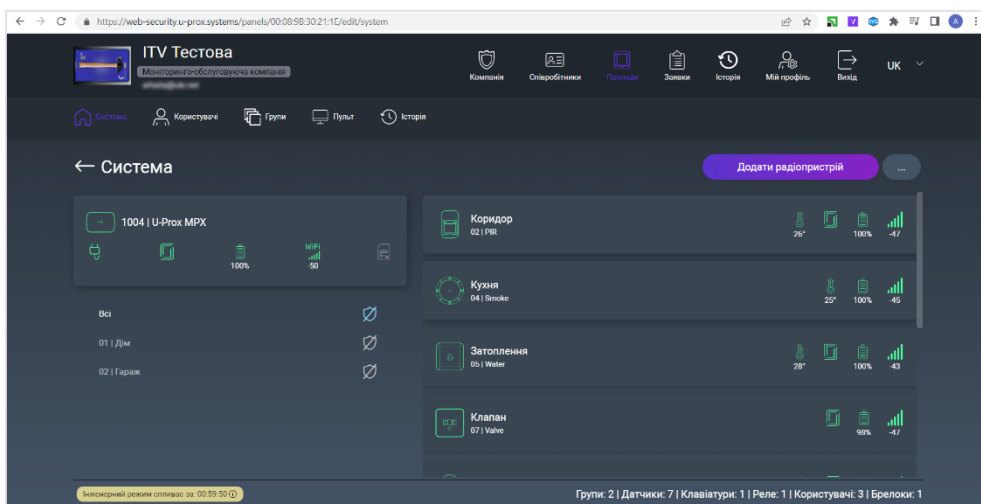 https://web-security.u-prox.systems/panels/00:08:9B:30:21:1E/edit/system
ITV Тестова
Моніторинго-обслуговуюча компанія
Компанія Співробітники Прилади Заявки Історія Мій профіль Вихід UK
Система Користувачі Групи Пульт Історія
← Система
Додати радіопристрій ...
1004 | U-Prox MPX
100%
WiFi
-50
Всі
01 | Дім
02 | Гараж
Коридор
02 | PIR
26° 100% -47
Кухня
04 | Smoke
25° 100% -45
Затоплення
05 | Water
28° 100% -43
Клапан
07 | Valve
98% -47
Інженерний режим спливає за: 00:59:50
Групи: 2 | Датчики: 7 | Клавіатури: 1 | Реле: 1 | Користувачі: 3 | Брелоки: 1